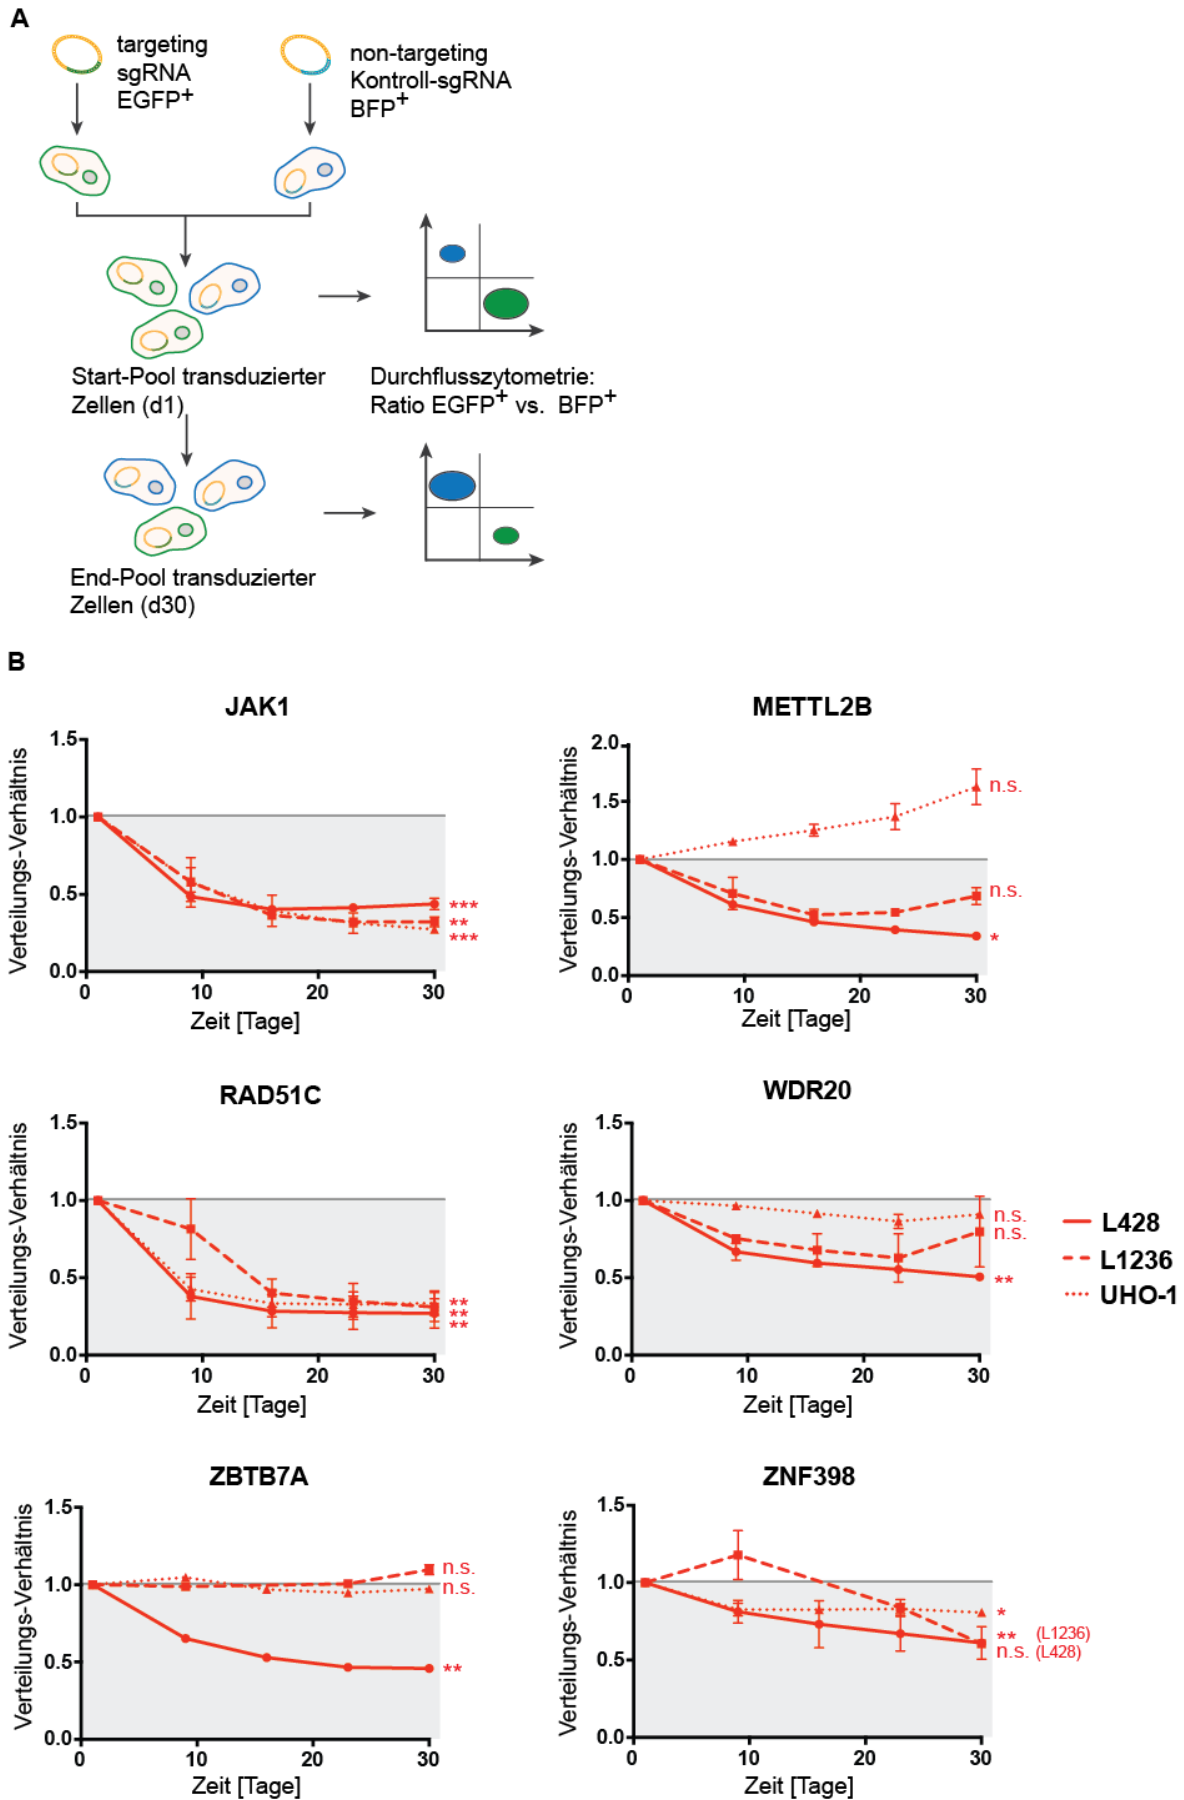 A
targeting
sgRNA
EGFP+
non-targeting
Kontroll-sgRNA
BFP+
Start-Pool transduzierter
Zellen (d1)
Durchflusszytometrie:
Ratio EGFP+ vs. BFP+
End-Pool transduzierter
Zellen (d30)
B
JAK1
Verteilungs-Verhältnis
1.5
1.0
0.5
0.0
0
10
20
30
Zeit [Tage]
***
**
***
METTL2B
Verteilungs-Verhältnis
2.0
1.5
1.0
0.5
0.0
0
10
20
30
Zeit [Tage]
n.s.
n.s.
*
RAD51C
Verteilungs-Verhältnis
1.5
1.0
0.5
0.0
0
10
20
30
Zeit [Tage]
**
**
**
WDR20
Verteilungs-Verhältnis
1.5
1.0
0.5
0.0
0
10
20
30
Zeit [Tage]
n.s.
n.s.
**
L428
L1236
UHO-1
ZBTB7A
Verteilungs-Verhältnis
1.5
1.0
0.5
0.0
0
10
20
30
Zeit [Tage]
n.s.
n.s.
**
ZNF398
Verteilungs-Verhältnis
1.5
1.0
0.5
0.0
0
10
20
30
Zeit [Tage]
*
** (L1236)
n.s. (L428)